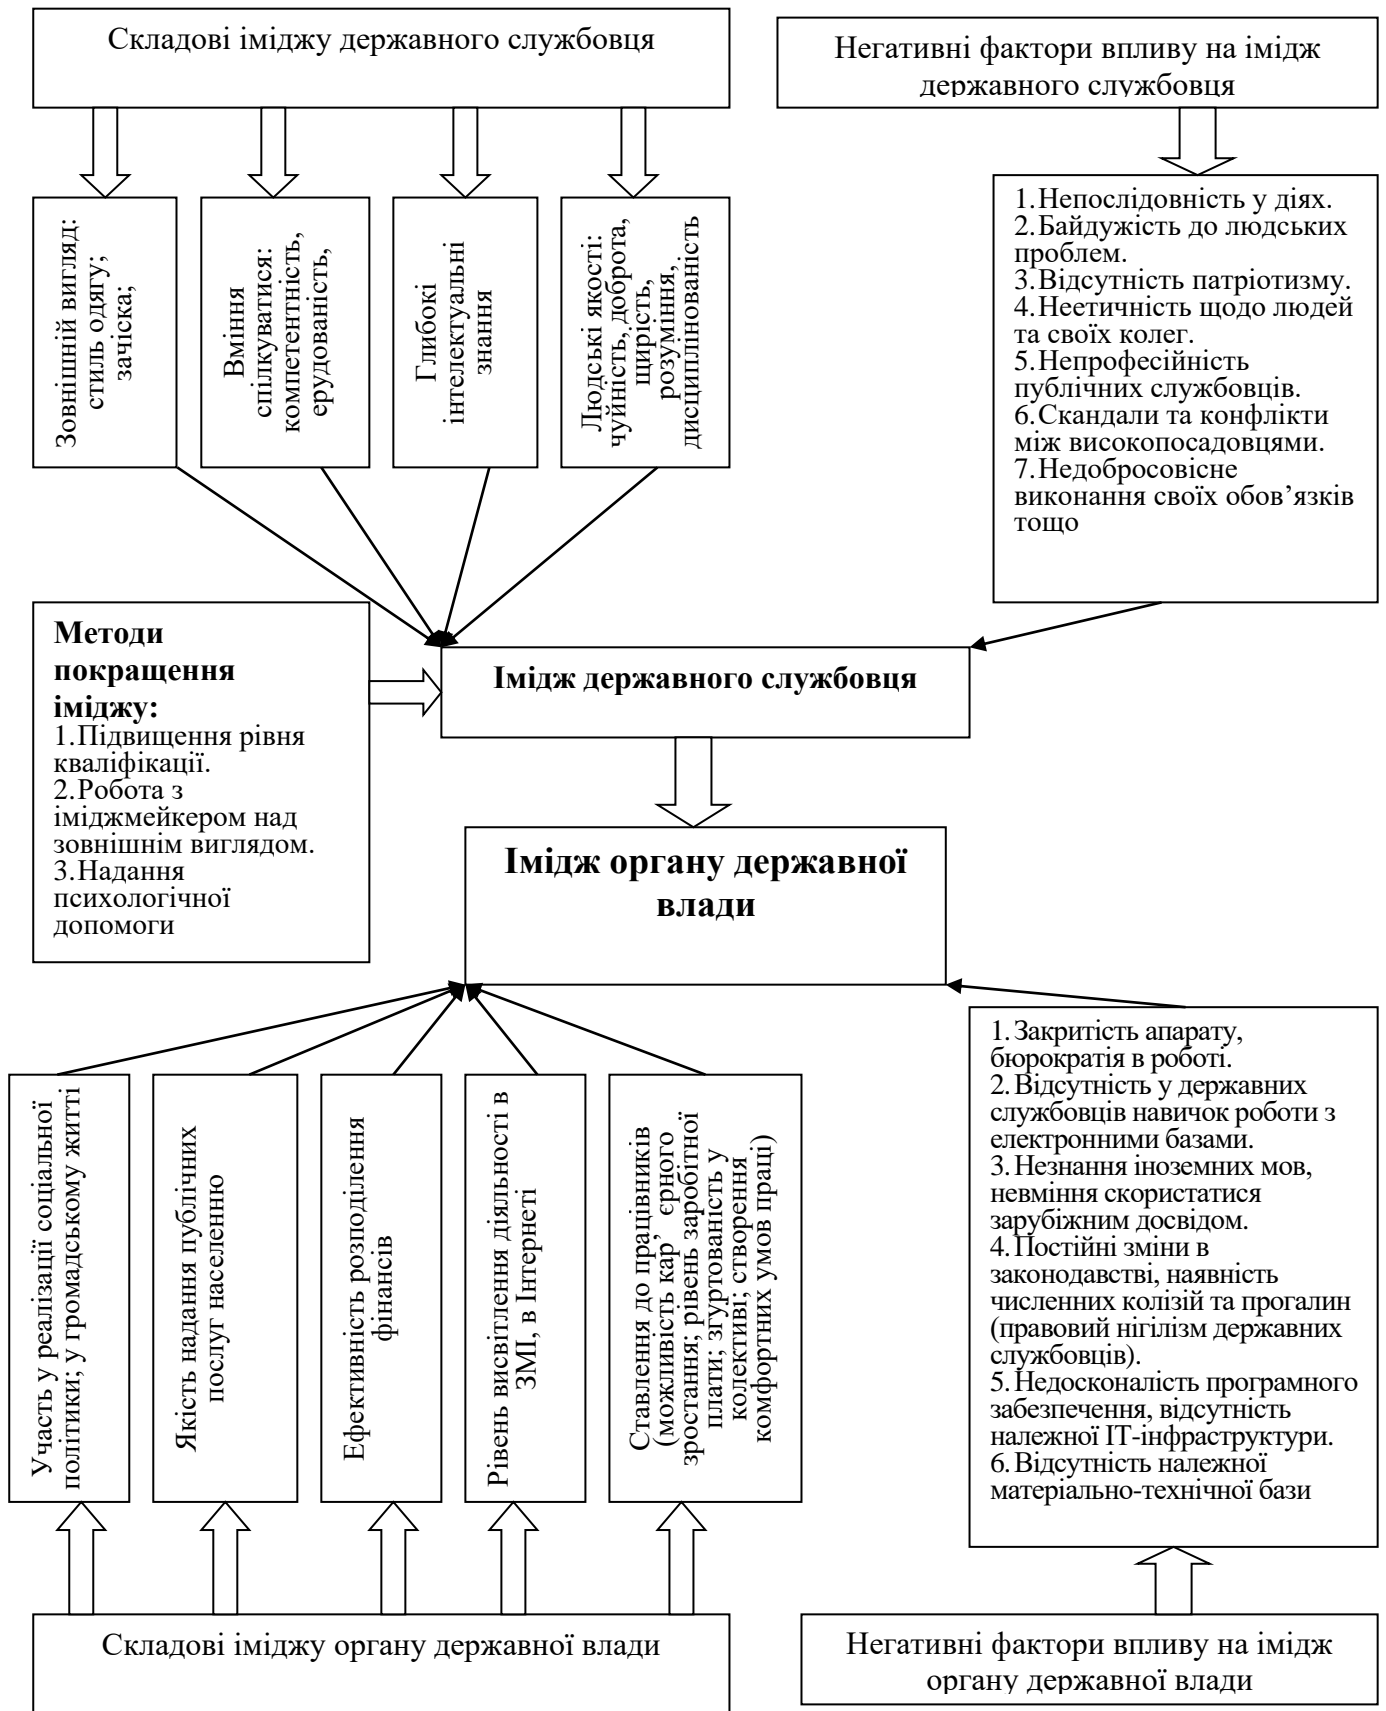 Складові іміджу державного службовця
Негативні фактори впливу на імідж
державного службовця
Зовнішній вигляд:
стиль одягу;
зачіска;
Вміння
спілкуватися:
компетентність,
ерудованість,
Глибокі
інтелектуальні
знання
Людські якості:
чуйність, доброта,
щирість,
розуміння,
дисциплінованість
1.Непослідовність у діях.
2.Байдужість до людських
проблем.
3.Відсутність патріотизму.
4.Неетичність щодо людей
та своїх колег.
5.Непрофесійність
публічних службовців.
6.Скандали та конфлікти
між високопосадовцями.
7.Недобросовісне
виконання своїх обов’язків
тощо
Методи
покращення
іміджу:
1.Підвищення рівня
кваліфікації.
2.Робота з
іміджмейкером над
зовнішнім виглядом.
3.Надання
психологічної
допомоги
Імідж державного службовця
Імідж органу державної
влади
Участь у реалізації соціальної
політики; у громадському житті
Якість надання публічних
послуг населенню
Ефективність розподілення
фінансів
Рівень висвітлення діяльності в
ЗМІ, в Інтернеті
Ставлення до працівників
(можливість кар’ єрного
зростання; рівень заробітної
плати; згуртованість у
колективі; створення
комфортних умов праці)
1. Закритість апарату,
бюрократія в роботі.
2. Відсутність у державних
службовців навичок роботи з
електронними базами.
3. Незнання іноземних мов,
невміння скористатися
зарубіжним досвідом.
4. Постійні зміни в
законодавстві, наявність
численних колізій та прогалин
(правовий нігілізм державних
службовців).
5. Недосконалість програмного
забезпечення, відсутність
належної ІТ-інфраструктури.
6. Відсутність належної
матеріально-технічної бази
Складові іміджу органу державної влади
Негативні фактори впливу на імідж
органу державної влади